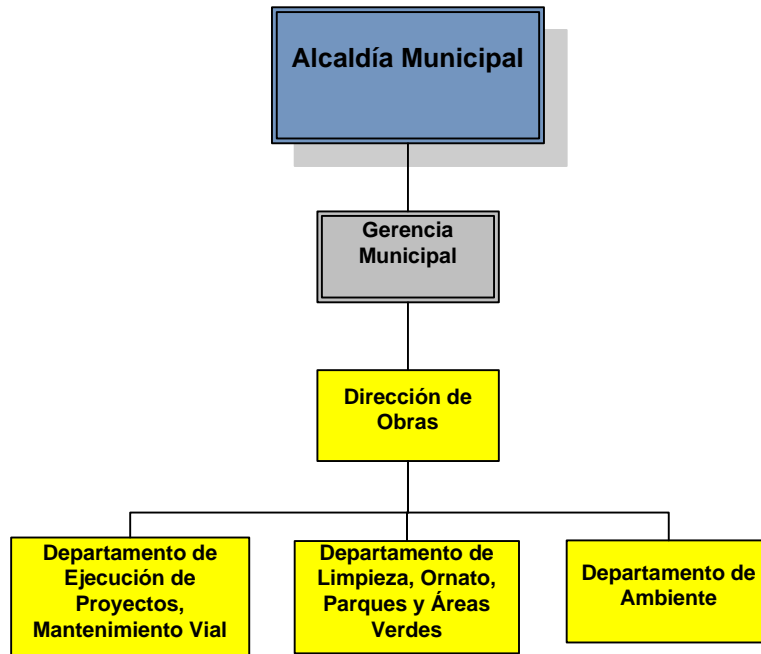 Alcaldía Municipal
Gerencia
Municipal
Dirección de
Obras
Departamento de
Ejecución de
Proyectos,
Mantenimiento Vial
Departamento de
Limpieza, Ornato,
Parques y Áreas
Verdes
Departamento de
Ambiente